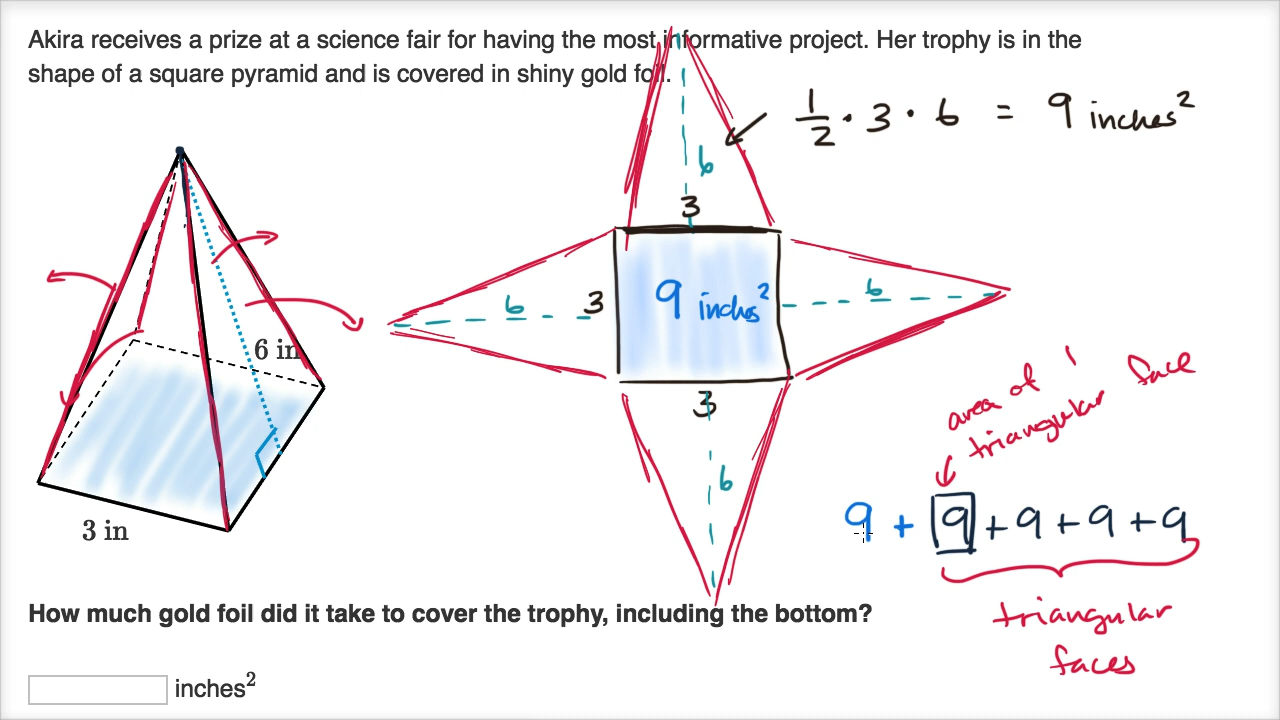 Akira receives a prize at a science fair for having the most informative project. Her trophy is in the
shape of a square pyramid and is covered in shiny gold foil.
1/2 · 3 · 6 = 9 inches²
6
3
6
3
9 inches²
6
6 in
3
6
area of 1
triangular face
9 + 9 + 9 + 9 + 9
3 in
triangular
faces
How much gold foil did it take to cover the trophy, including the bottom?
inches²